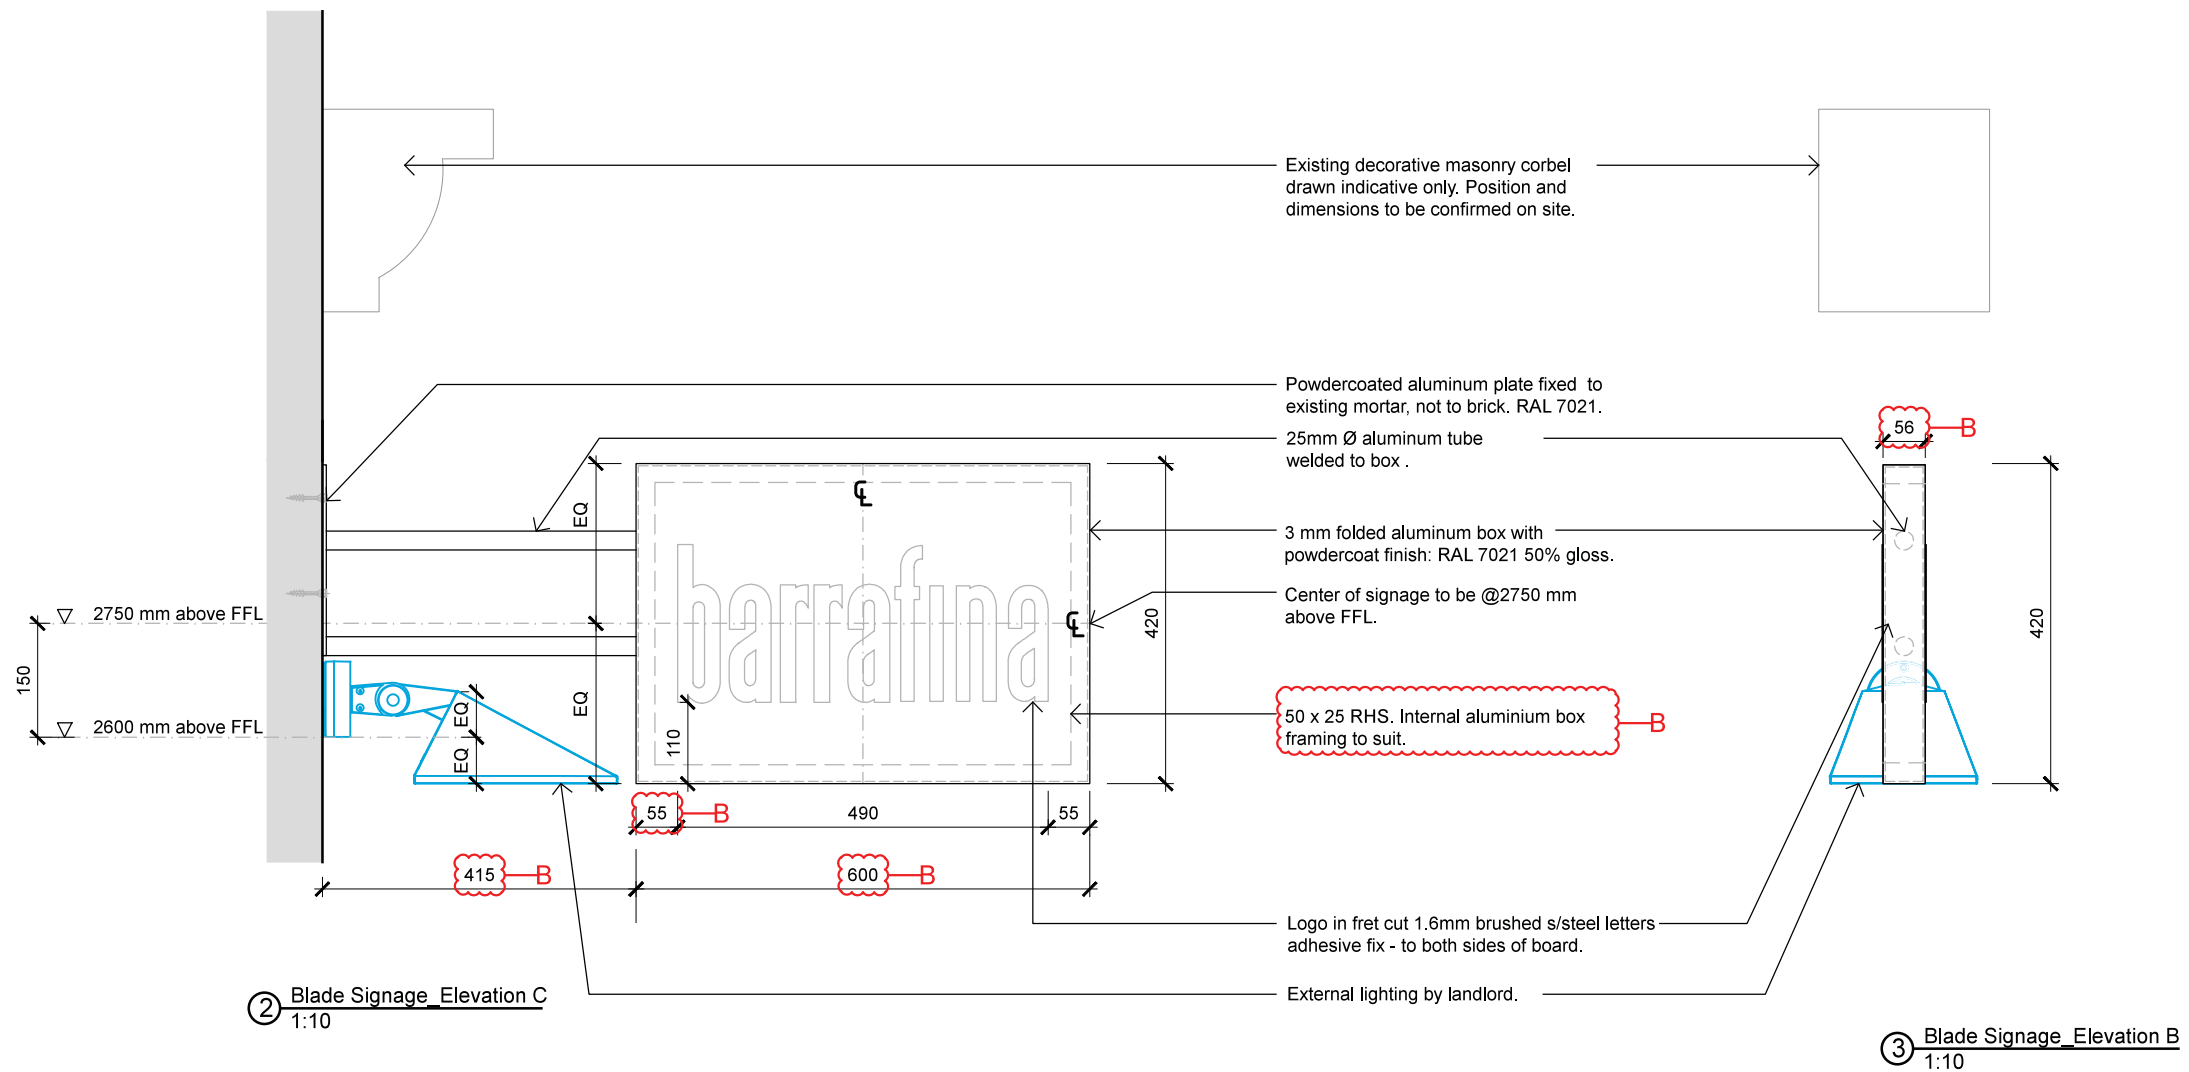 Existing decorative masonry corbel
drawn indicative only. Position and
dimensions to be confirmed on site.
Powdercoated aluminum plate fixed to
existing mortar, not to brick. RAL 7021.
25mm Ø aluminum tube
welded to box .
56
B
EQ
℄
3 mm folded aluminum box with
powdercoat finish: RAL 7021 50% gloss.
Center of signage to be @2750 mm
above FFL.
℄
barrafina
2750 mm above FFL
420
420
150
EQ
EQ
EQ
2600 mm above FFL
110
50 x 25 RHS. Internal aluminium box
framing to suit.
B
55
B
490
55
415
B
600
B
Logo in fret cut 1.6mm brushed s/steel letters
adhesive fix - to both sides of board.
External lighting by landlord.
2
Blade Signage_Elevation C
1:10
3
Blade Signage_Elevation B
1:10